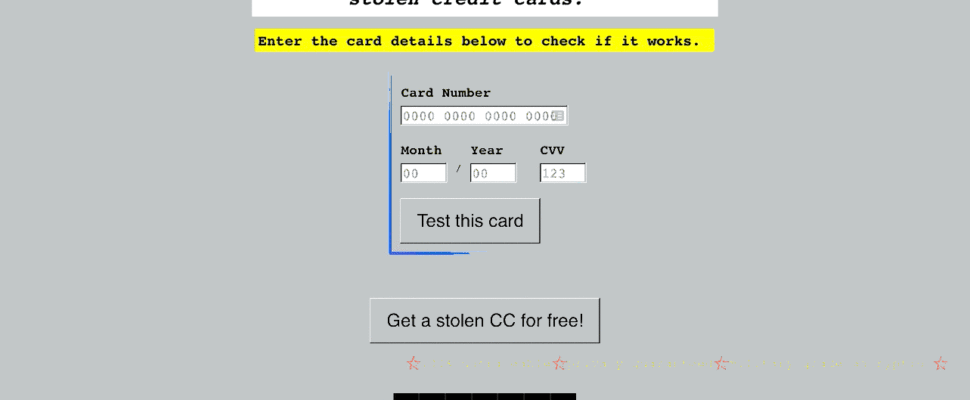 stolen credit cards.
Enter the card details below to check if it works.
Card Number
0000 0000 0000 0000
Month Year CVV
00 / 00 123
Test this card
Get a stolen CC for free!